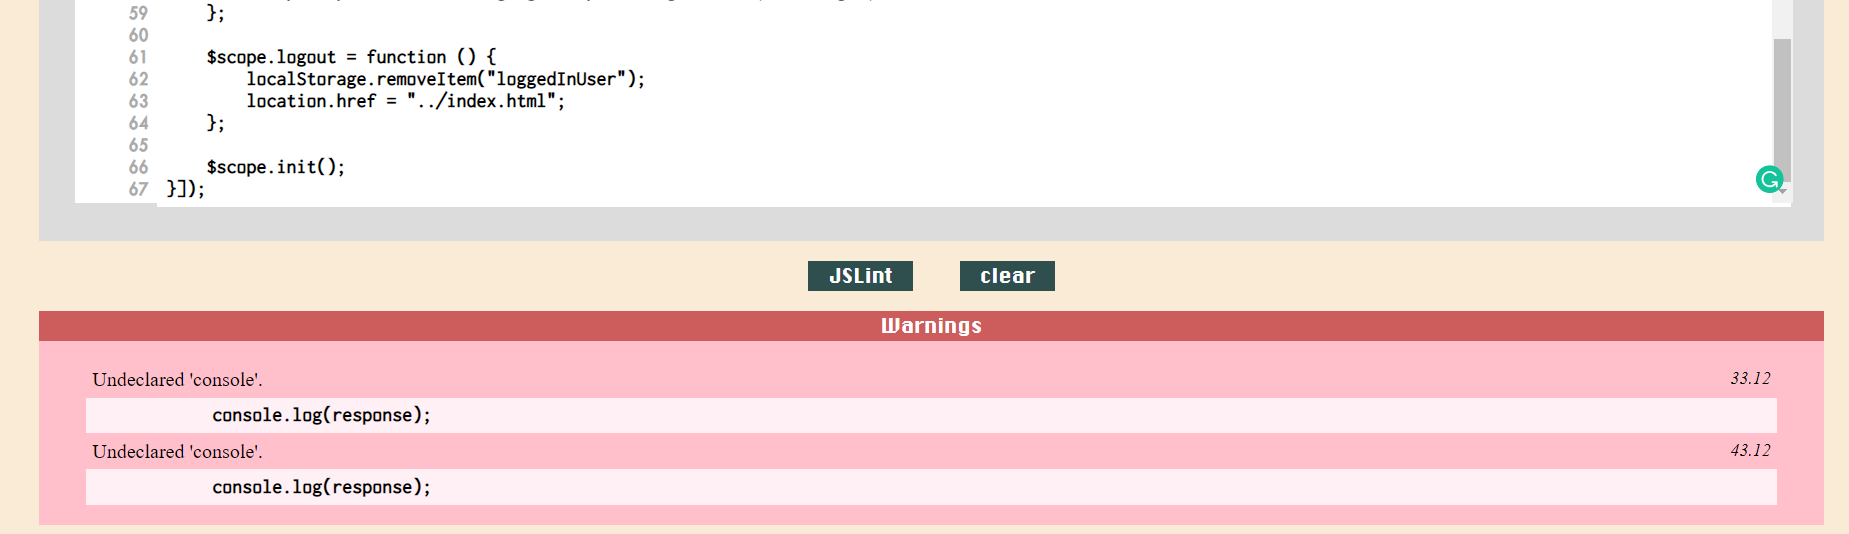 59 };
60
61 $scope.logout = function () {
62 localStorage.removeItem("loggedInUser");
63 location.href = "../index.html";
64 };
65
66 $scope.init();
67 }]);
JSLint clear
Warnings
Undeclared 'console'. 33.12
console.log(response);
Undeclared 'console'. 43.12
console.log(response);